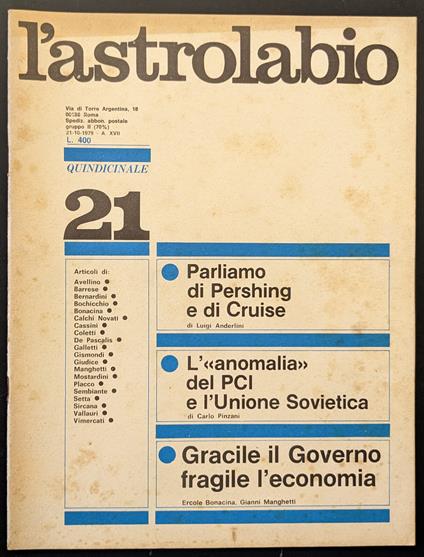 l'astrolabio
Via di Torre Argentina, 18
00186 Roma
Spediz. abbon. postale
gruppo II (70%)
21-10-1979 - A. XVII
L. 400
QUINDICINALE
21
Articoli di:
Avellino ●
Barrese ●
Bernardini ●
Bochicchio ●
Bonacina ●
Calchi Novati ●
Cassini ●
Coletti ●
De Pascalis ●
Galletti ●
Gismondi ●
Giudice ●
Manghetti ●
Mostardini ●
Placco ●
Sembiante ●
Setta ●
Sircana ●
Vallauri ●
Vimercati ●
● Parliamo
di Pershing
e di Cruise
di Luigi Anderlini
● L'«anomalia»
del PCI
e l'Unione Sovietica
di Carlo Pinzani
● Gracile il Governo
fragile l'economia
Ercole Bonacina, Gianni Manghetti